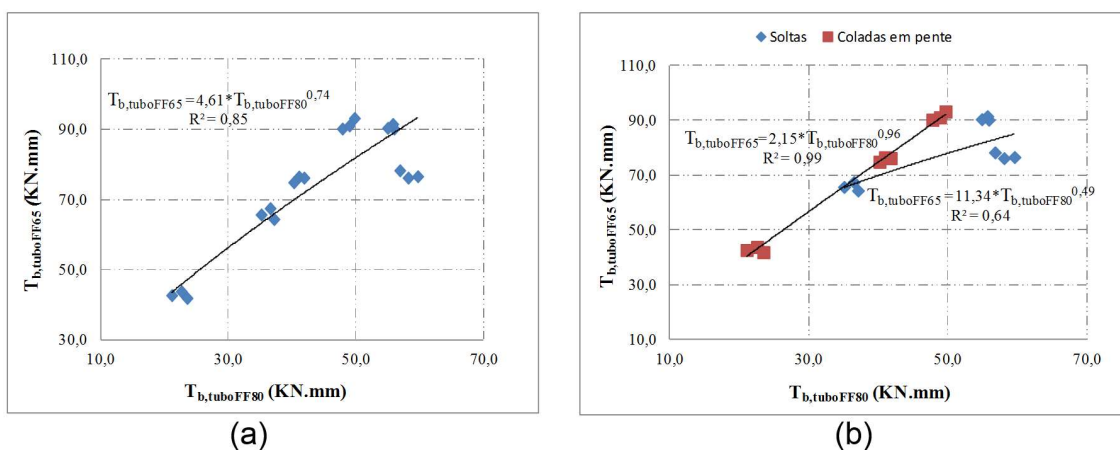 110,0
90,0
70,0
50,0
30,0
T_b,tuboFF65 (KN.mm)
T_b,tuboFF65=4,61*T_b,tuboFF80^0,74
R² = 0,85
10,0 30,0 50,0 70,0
T_b,tuboFF80 (KN.mm)
(a)
Soltas Coladas em pente
110,0
90,0
70,0
50,0
30,0
10,0
T_b,tuboFF65 (KN.mm)
T_b,tuboFF65=2,15*T_b,tuboFF80^0,96
R² = 0,99
T_b,tuboFF65=11,34*T_b,tuboFF80^0,49
R² = 0,64
10,0 30,0 50,0 70,0
T_b,tuboFF80 (KN.mm)
(b)